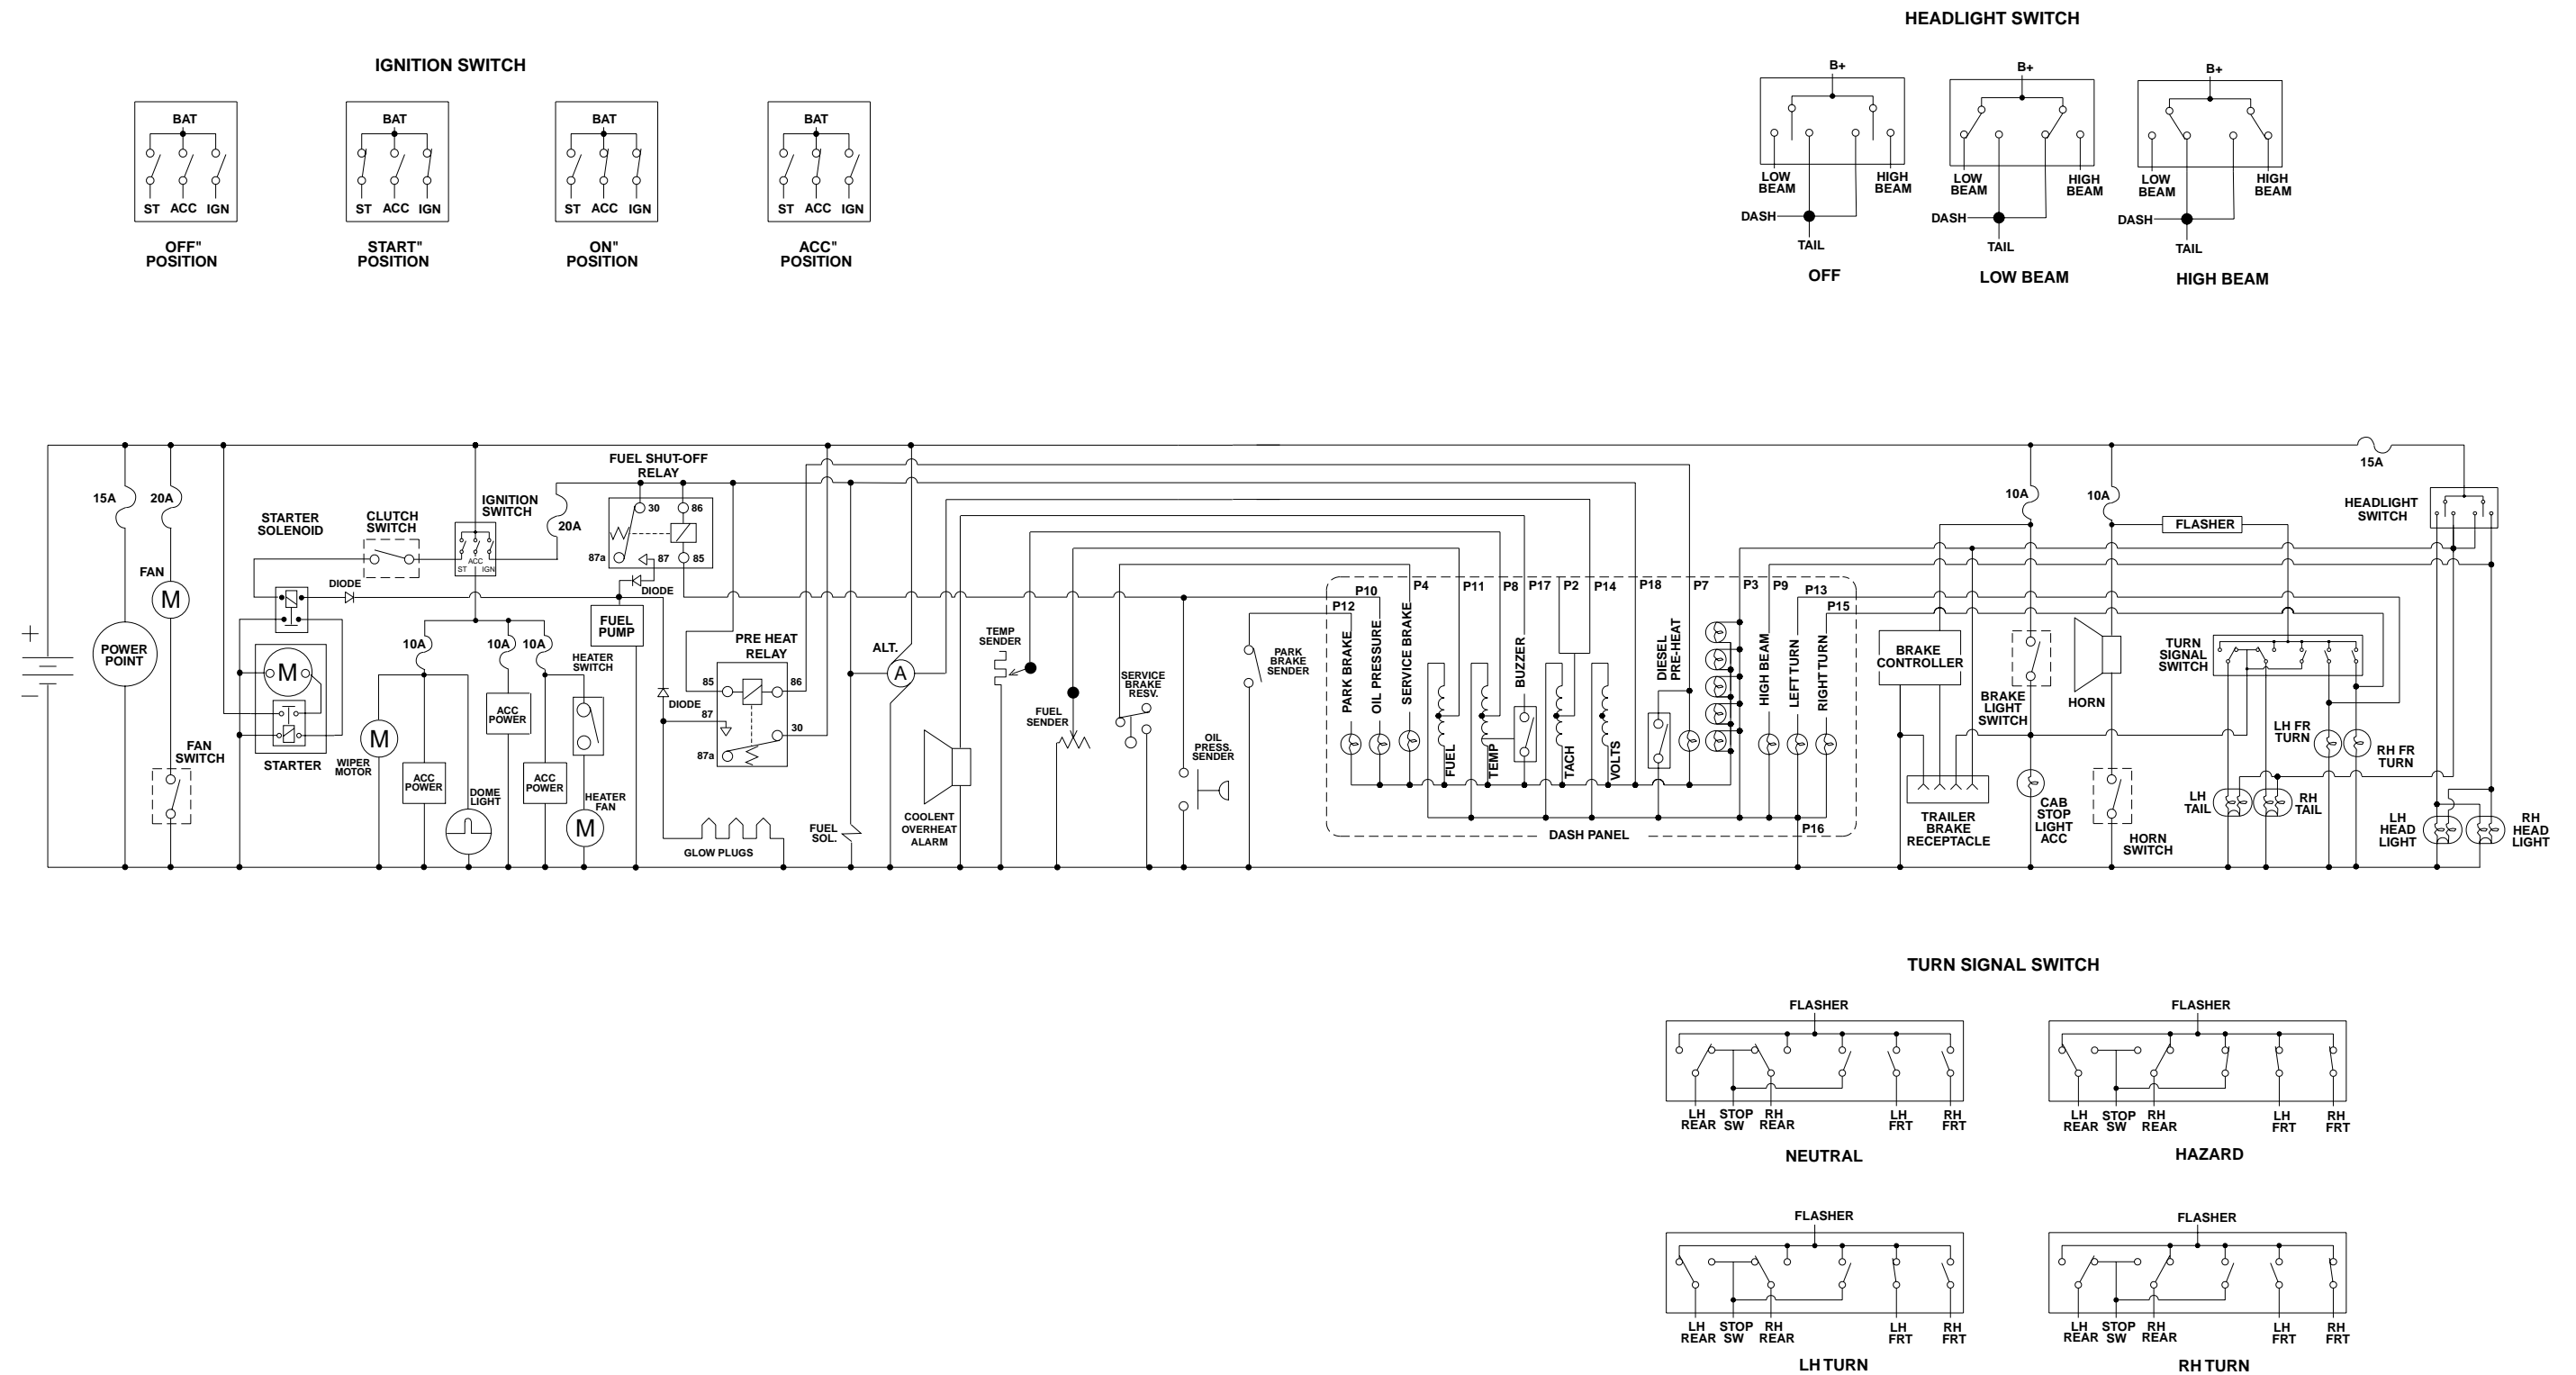 HEADLIGHT SWITCH
IGNITION SWITCH
B+
B+
B+
BAT
BAT
BAT
BAT
ST ACC IGN
ST ACC IGN
ST ACC IGN
ST ACC IGN
OFF"
POSITION
START"
POSITION
ON"
POSITION
ACC"
POSITION
LOW
BEAM
HIGH
BEAM
LOW
BEAM
HIGH
BEAM
LOW
BEAM
HIGH
BEAM
DASH
DASH
DASH
TAIL
TAIL
TAIL
OFF
LOW BEAM
HIGH BEAM
15A
20A
FAN
POWER
POINT
M
FAN
SWITCH
STARTER
SOLENOID
CLUTCH
SWITCH
IGNITION
SWITCH
ACC
ST
IGN
20A
DIODE
M
STARTER
10A
10A
10A
M
WIPER
MOTOR
ACC
POWER
DOME
LIGHT
ACC
POWER
ACC
POWER
HEATER
SWITCH
HEATER
FAN
M
FUEL SHUT-OFF
RELAY
30
86
87a
87
85
DIODE
FUEL
PUMP
PRE HEAT
RELAY
85
86
DIODE
87
30
87a
GLOW PLUGS
FUEL
SOL.
ALT.
A
COOLENT
OVERHEAT
ALARM
TEMP
SENDER
FUEL
SENDER
SERVICE
BRAKE
RESV.
OIL
PRESS.
SENDER
PARK
BRAKE
SENDER
P10
P12
P4
P11
P8
P17
P2
P14
P18
P7
P3
P9
P13
P15
P16
PARK BRAKE
OIL PRESSURE
SERVICE BRAKE
FUEL
TEMP
BUZZER
TACH
VOLTS
DIESEL
PRE-HEAT
HIGH BEAM
LEFT TURN
RIGHT TURN
DASH PANEL
BRAKE
CONTROLLER
TRAILER
BRAKE
RECEPTACLE
10A
BRAKE
LIGHT
SWITCH
CAB
STOP
LIGHT
ACC
10A
HORN
HORN
SWITCH
FLASHER
TURN
SIGNAL
SWITCH
LH FR
TURN
RH FR
TURN
LH
TAIL
RH
TAIL
15A
HEADLIGHT
SWITCH
LH
HEAD
LIGHT
RH
HEAD
LIGHT
TURN SIGNAL SWITCH
FLASHER
LH
REAR
STOP
SW
RH
REAR
LH
FRT
RH
FRT
NEUTRAL
FLASHER
LH
REAR
STOP
SW
RH
REAR
LH
FRT
RH
FRT
HAZARD
FLASHER
LH
REAR
STOP
SW
RH
REAR
LH
FRT
RH
FRT
LH TURN
FLASHER
LH
REAR
STOP
SW
RH
REAR
LH
FRT
RH
FRT
RH TURN